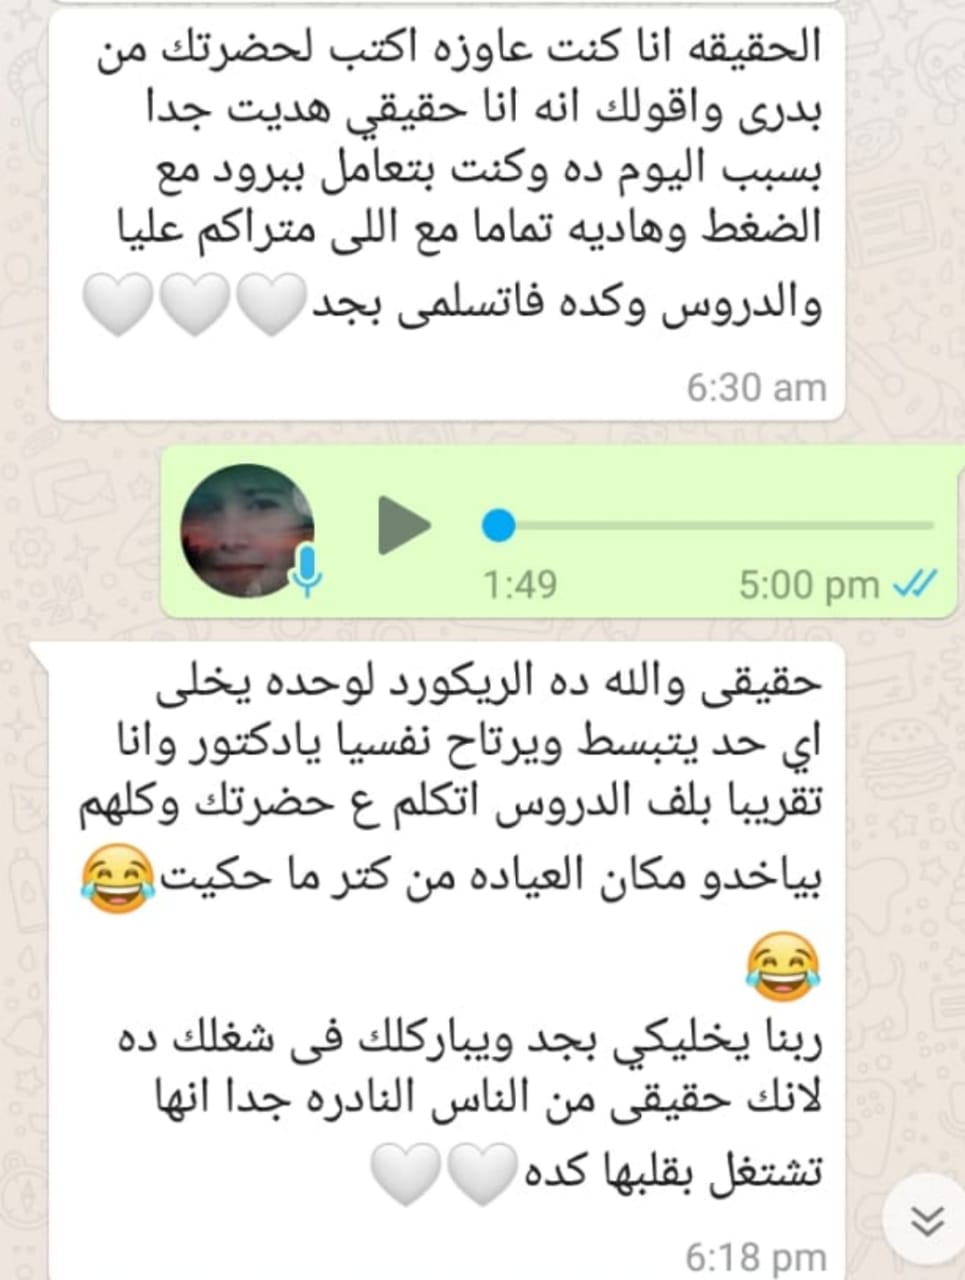 الحقيقه انا كنت عاوزه اكتب لحضرتك من
بدرى واقولك انه انا حقيقي هديت جدا
بسبب اليوم ده وكنت بتعامل ببرود مع
الضغط وهاديه تماما مع اللى متراكم عليا
والدروس وكده فاتسلمى بجد🤍🤍🤍
6:30 am
1:49 5:00 pm
حقيقى والله ده الريكورد لوحده يخلى
اي حد يتبسط ويرتاح نفسيا يادكتور وانا
تقريبا بلف الدروس اتكلم ع حضرتك وكلهم
بياخدو مكان العياده من كتر ما حكيت😂
😂
ربنا يخليكي بجد ويباركلك فى شغلك ده
لانك حقيقى من الناس النادره جدا انها
تشتغل بقلبها كده🤍🤍
6:18 pm